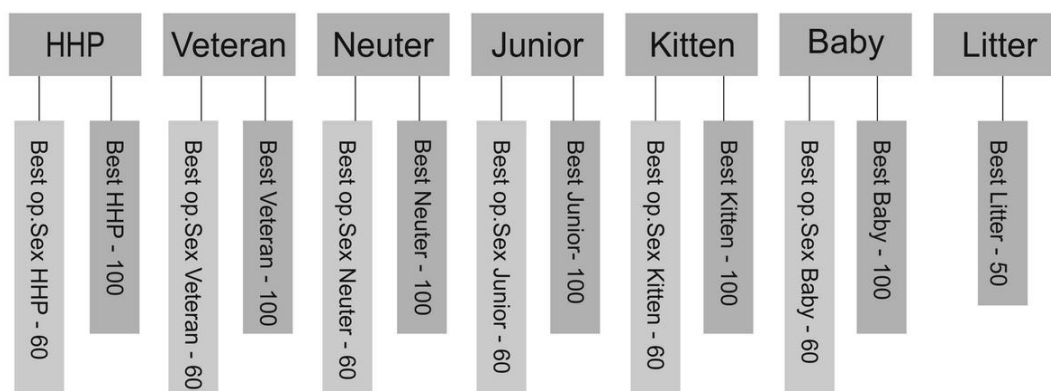 HHP
Veteran
Neuter
Junior
Kitten
Baby
Litter
Best op.Sex HHP - 60
Best HHP - 100
Best op.Sex Veteran - 60
Best Veteran - 100
Best op.Sex Neuter - 60
Best Neuter - 100
Best op.Sex Junior - 60
Best Junior- 100
Best op.Sex Kitten - 60
Best Kitten - 100
Best op.Sex Baby - 60
Best Baby - 100
Best Litter - 50